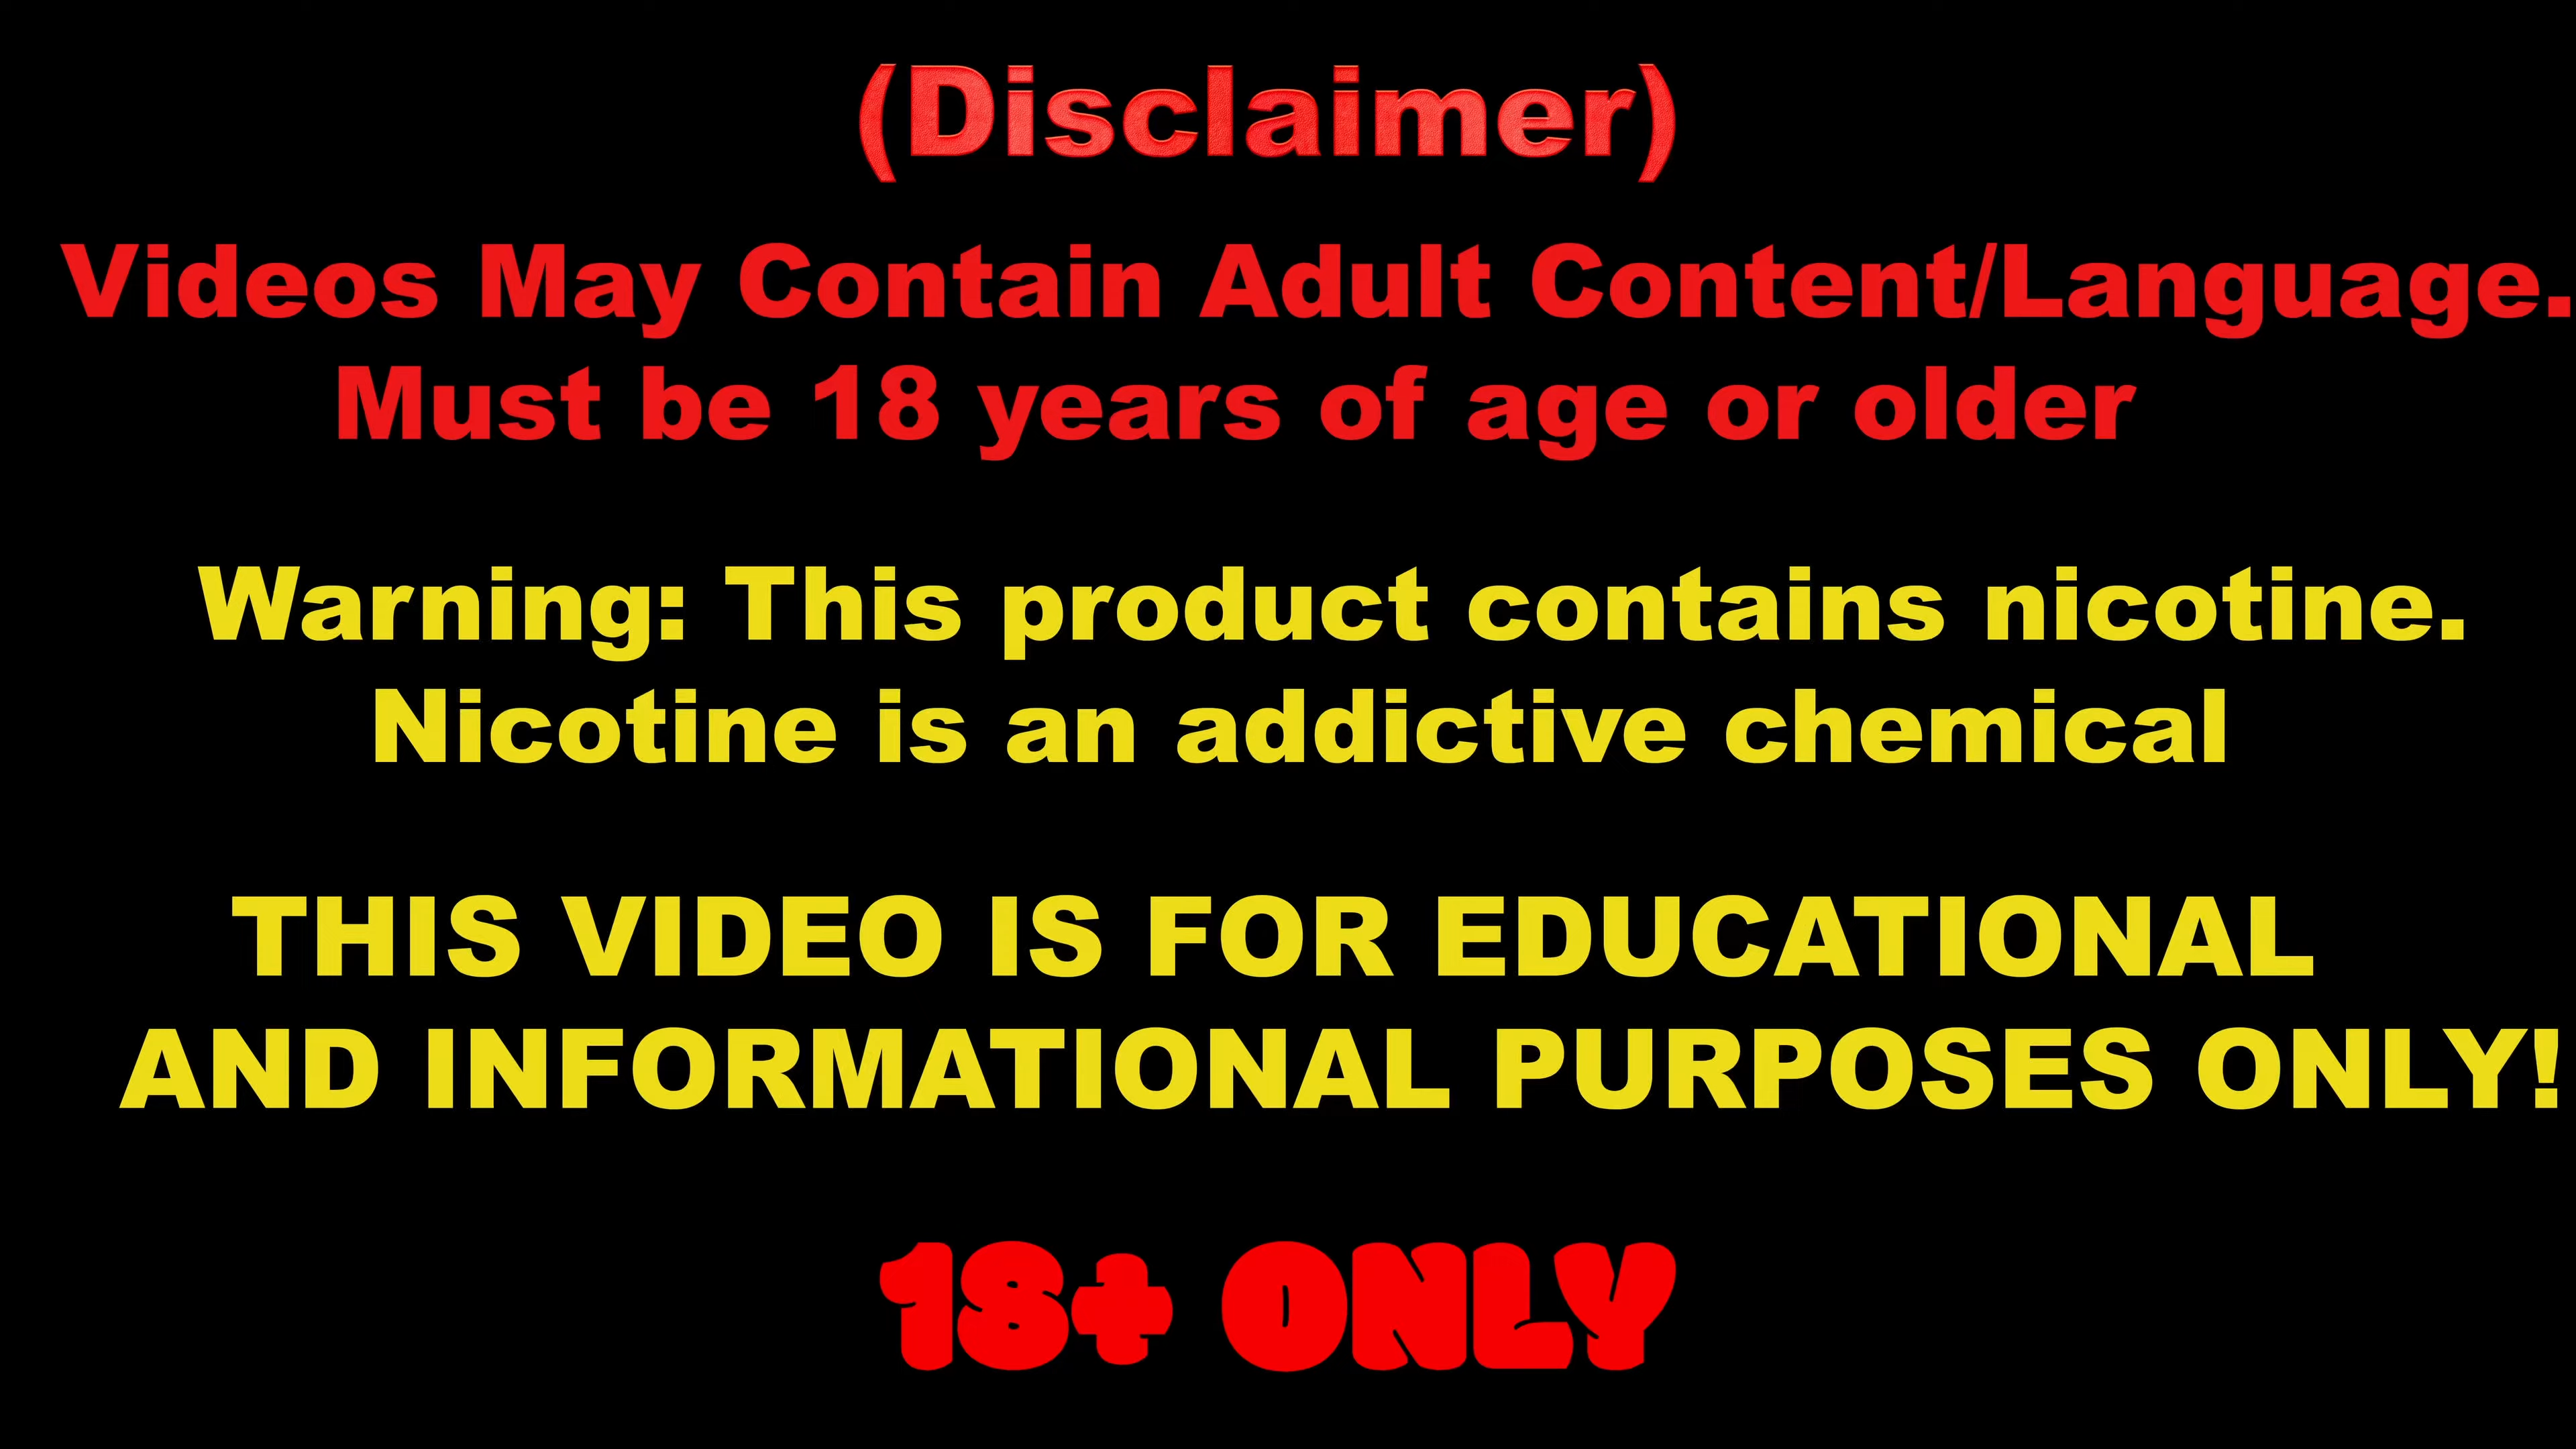 (Disclaimer)
Videos May Contain Adult Content/Language.
Must be 18 years of age or older
Warning: This product contains nicotine.
Nicotine is an addictive chemical
THIS VIDEO IS FOR EDUCATIONAL
AND INFORMATIONAL PURPOSES ONLY!
18+ ONLY